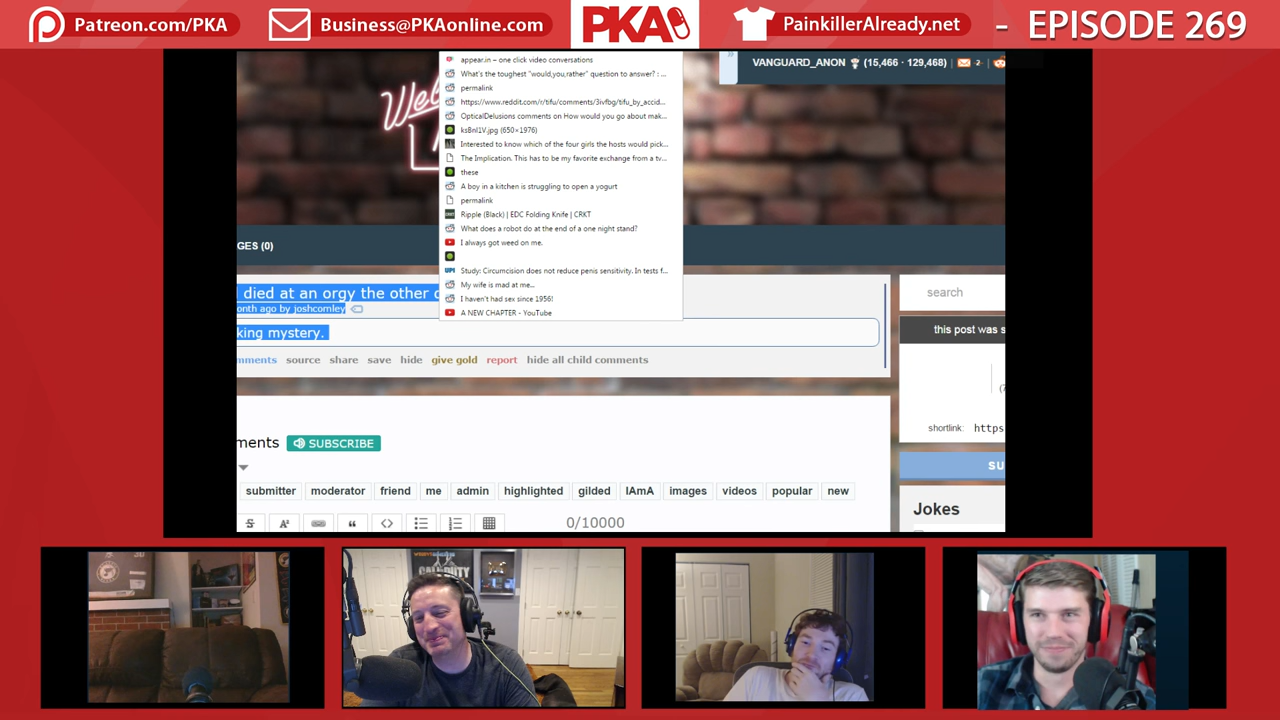 Patreon.com/PKA
Business@PKAonline.com
PKA
PainkillerAlready.net
- EPISODE 269
appear.in – one click video conversations
What's the toughest "would,you,rather" question to answer? : ...
permalink
https://www.reddit.com/r/tifu/comments/3ivfbg/tifu_by_accid...
OpticalDelusions comments on How would you go about mak...
ksBnl1V.jpg (650×1976)
Interested to know which of the four girls the hosts would pick...
The Implication. This has to be my favorite exchange from a tv...
these
A boy in a kitchen is struggling to open a yogurt
permalink
Ripple (Black) | EDC Folding Knife | CRKT
What does a robot do at the end of a one night stand?
I always got weed on me.
Study: Circumcision does not reduce penis sensitivity. In tests f...
My wife is mad at me...
I haven't had sex since 1956!
A NEW CHAPTER - YouTube
VANGUARD_ANON (15,466 · 129,468) | 2 |
GES (0)
died at an orgy the other
onth ago by joshcornley
king mystery.
mments source share save hide give gold report hide all child comments
search
this post was s
shortlink: https
SU
Jokes
ments SUBSCRIBE
submitter moderator friend me admin highlighted gilded IAmA images videos popular new
0/10000
CALL OF DUTY